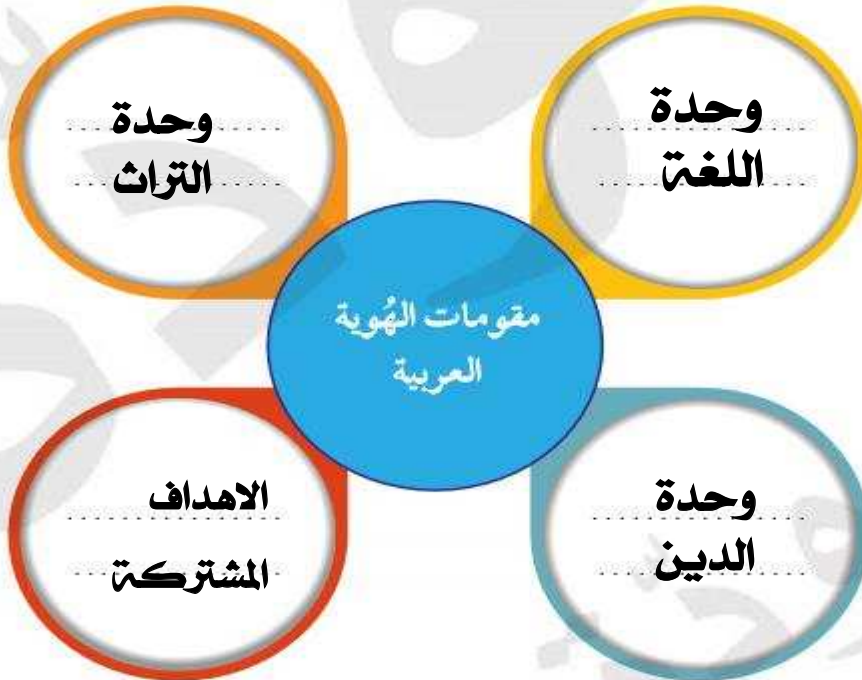 وحدة
اللغة
وحدة
التراث
مقومات الهُوية
العربية
وحدة
الدين
الاهداف
المشتركة